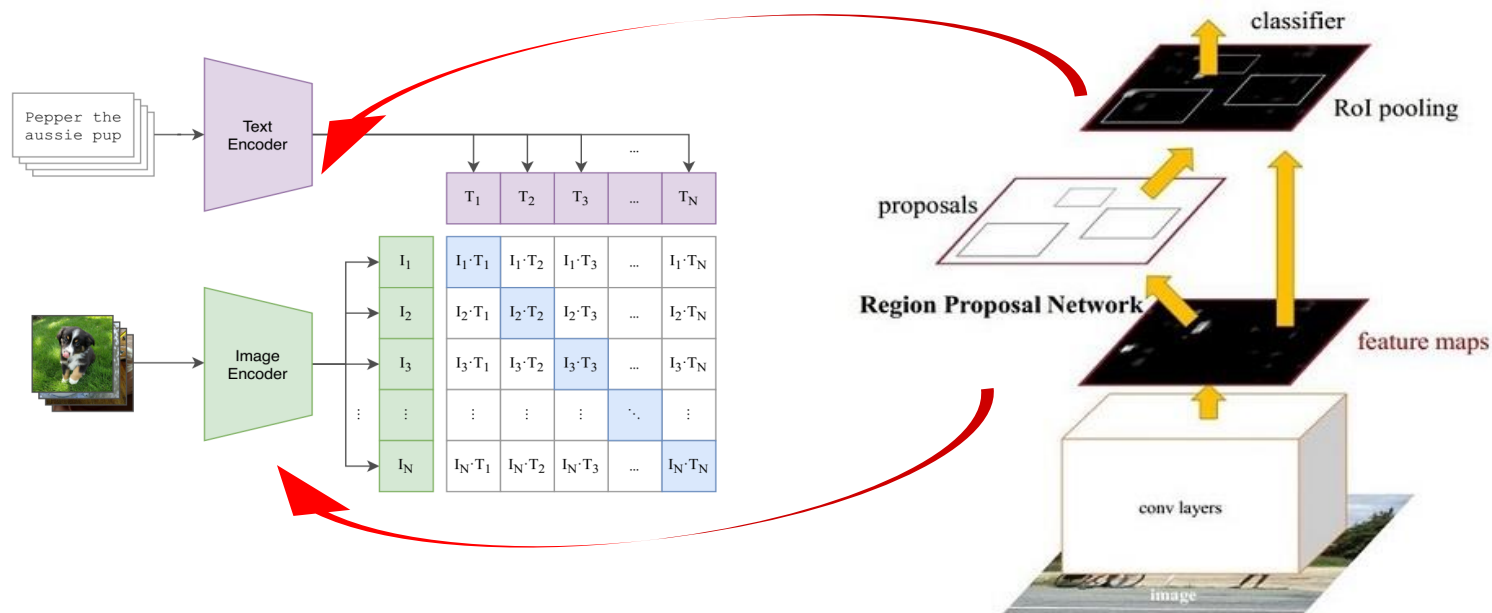 Pepper the
aussie pup
Text
Encoder
...
T1 T2 T3 ... TN
I1 I1·T1 I1·T2 I1·T3 ... I1·TN
I2 I2·T1 I2·T2 I2·T3 ... I2·TN
I3 I3·T1 I3·T2 I3·T3 ... I3·TN
⋮ ⋮ ⋮ ⋮ ⋮ ⋱ ⋮
IN IN·T1 IN·T2 IN·T3 ... IN·TN
Image
Encoder
classifier
RoI pooling
proposals
Region Proposal Network
feature maps
conv layers
image